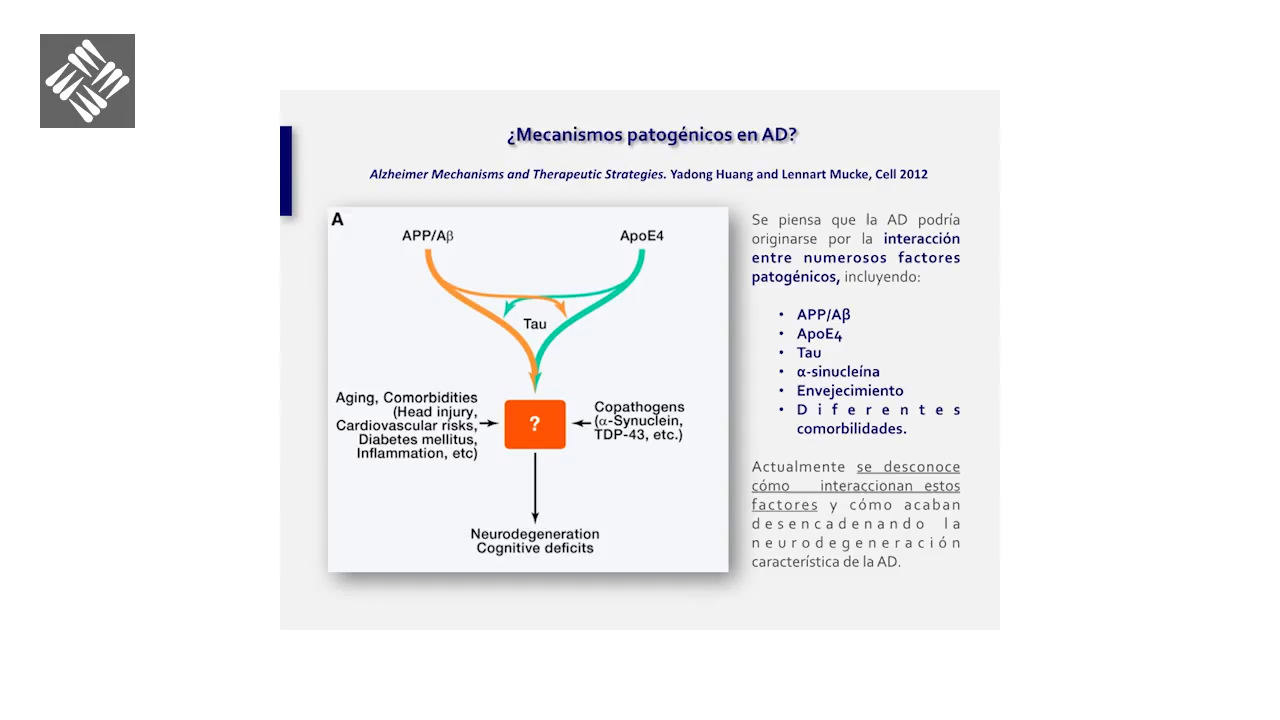 ¿Mecanismos patogénicos en AD?
Alzheimer Mechanisms and Therapeutic Strategies. Yadong Huang and Lennart Mucke, Cell 2012
A
APP/Aβ
ApoE4
Tau
Aging, Comorbidities
(Head injury,
Cardiovascular risks,
Diabetes mellitus,
Inflammation, etc)
?
Copathogens
(α-Synuclein,
TDP-43, etc.)
Neurodegeneration
Cognitive deficits
Se piensa que la AD podría
originarse por la interacción
entre numerosos factores
patogénicos, incluyendo:
• APP/Aβ
• ApoE4
• Tau
• α-sinucleína
• Envejecimiento
• Diferentes
comorbilidades.
Actualmente se desconoce
cómo interaccionan estos
factores y cómo acaban
desencadenando la
neurodegeneración
característica de la AD.